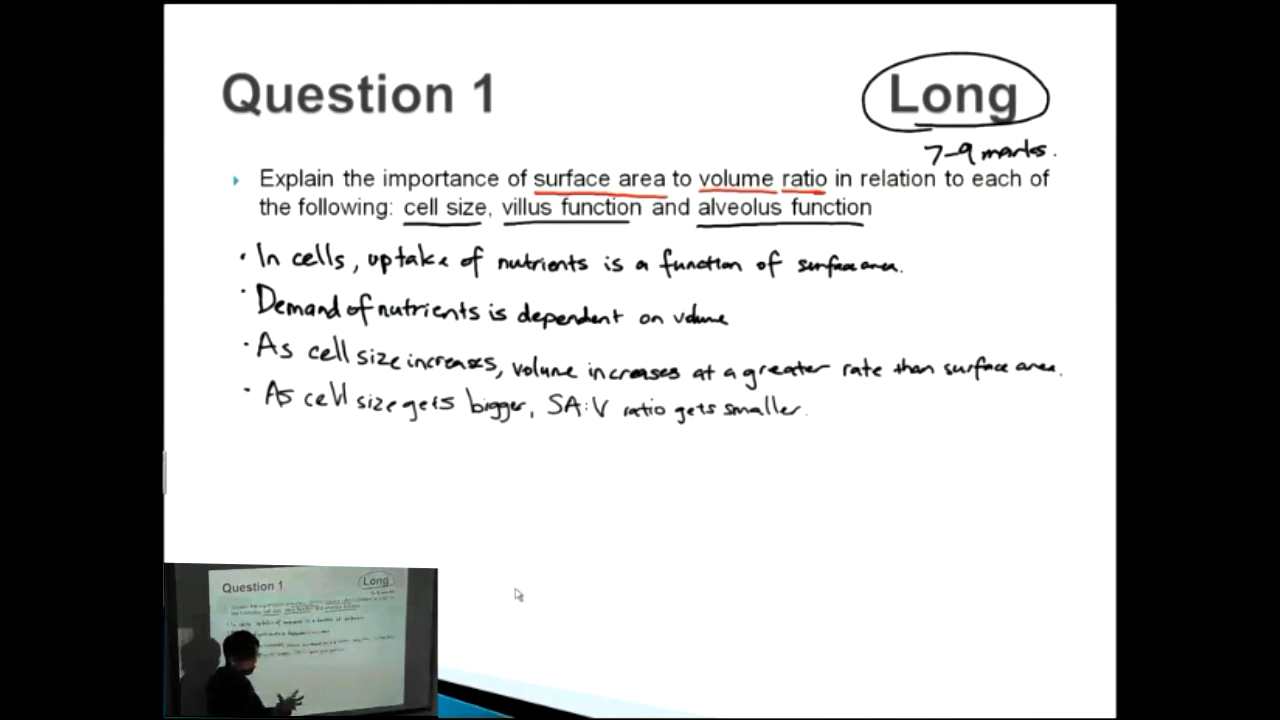 Question 1
Long
7-9 marks.
Explain the importance of surface area to volume ratio in relation to each of
the following: cell size, villus function and alveolus function
• In cells, uptake of nutrients is a function of surface area.
• Demand of nutrients is dependent on volume
• As cell size increases, volume increases at a greater rate than surface area.
• As cell size gets bigger, SA:V ratio gets smaller.
Question 1
Long